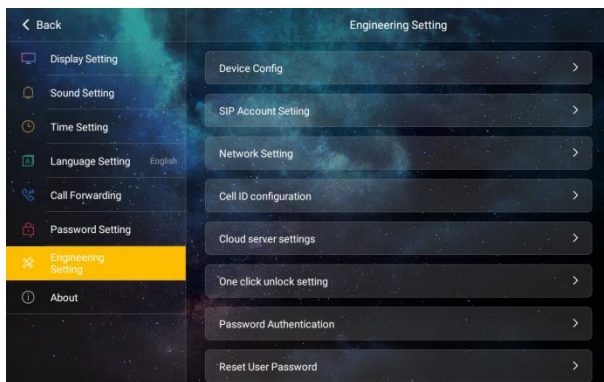 Back
Engineering Setting
Display Setting
Sound Setting
Time Setting
Language Setting English
Call Forwarding
Password Setting
Engineering
Setting
About
Device Config
SIP Account Setiing
Network Setting
Cell ID configuration
Cloud server settings
One click unlock setting
Password Authentication
Reset User Password